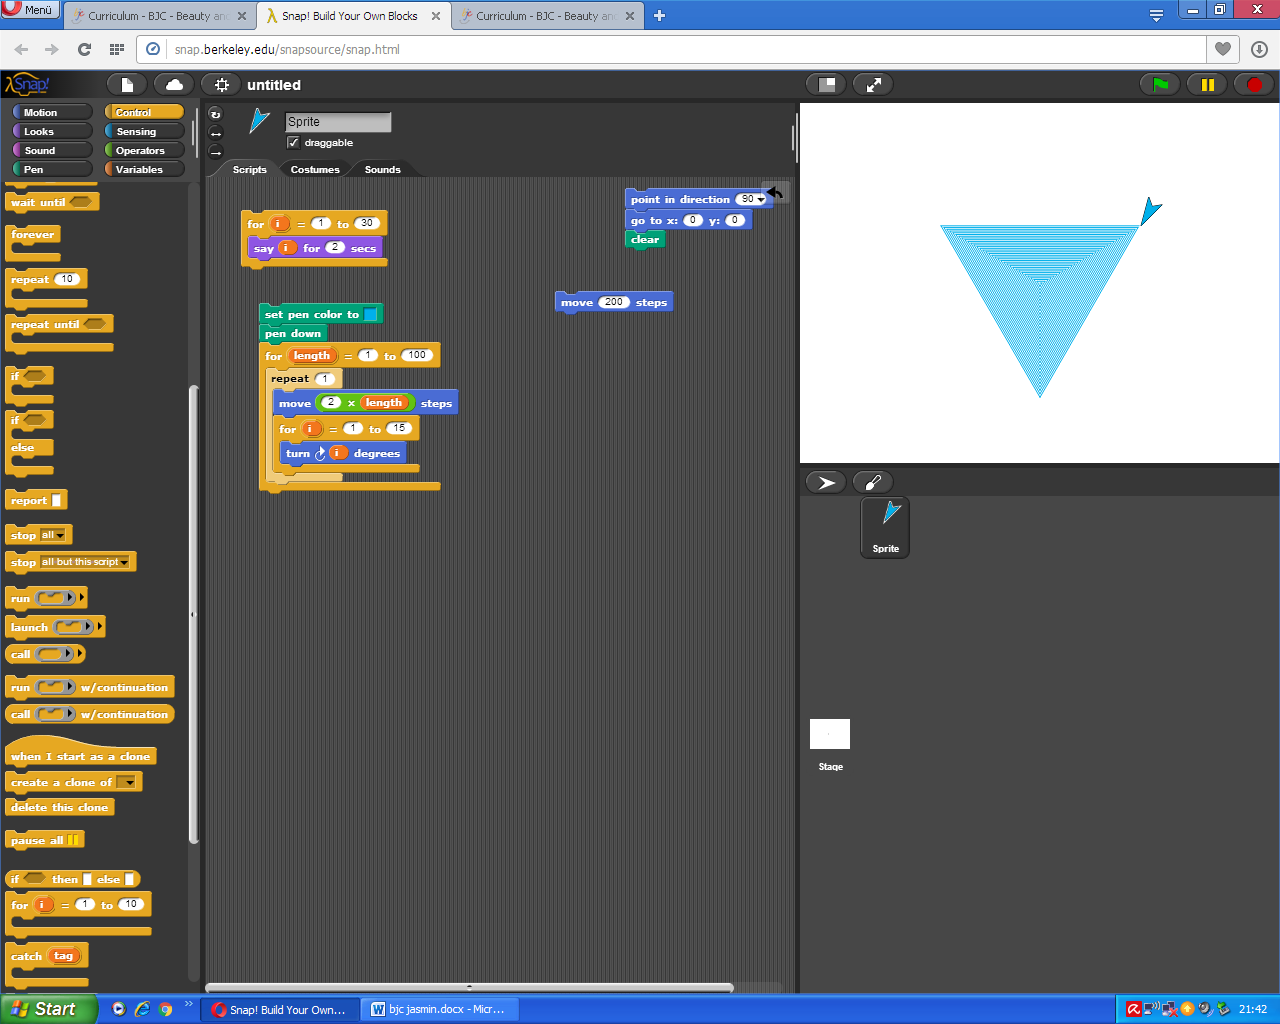 Menü
Curriculum - BJC - Beauty an
Snap! Build Your Own Blocks
Curriculum - BJC - Beauty an
snap.berkeley.edu/snapsource/snap.html
Snap!
untitled
Motion
Control
Looks
Sensing
Sound
Operators
Pen
Variables
Sprite
draggable
Scripts
Costumes
Sounds
wait until
forever
repeat 10
repeat until
if
if
else
report
stop all
stop all but this script
run
launch
call
run w/continuation
call w/continuation
when I start as a clone
create a clone of
delete this clone
pause all
if then else
for i = 1 to 10
catch tag
for i = 1 to 30
say i for 2 secs
set pen color to
pen down
for length = 1 to 100
repeat 1
move 2 × length steps
for i = 1 to 15
turn i degrees
point in direction 90
go to x: 0 y: 0
clear
move 200 steps
Sprite
Stage
Start
Snap! Build Your Own...
bjc jasmin.docx - Micr...
21:42